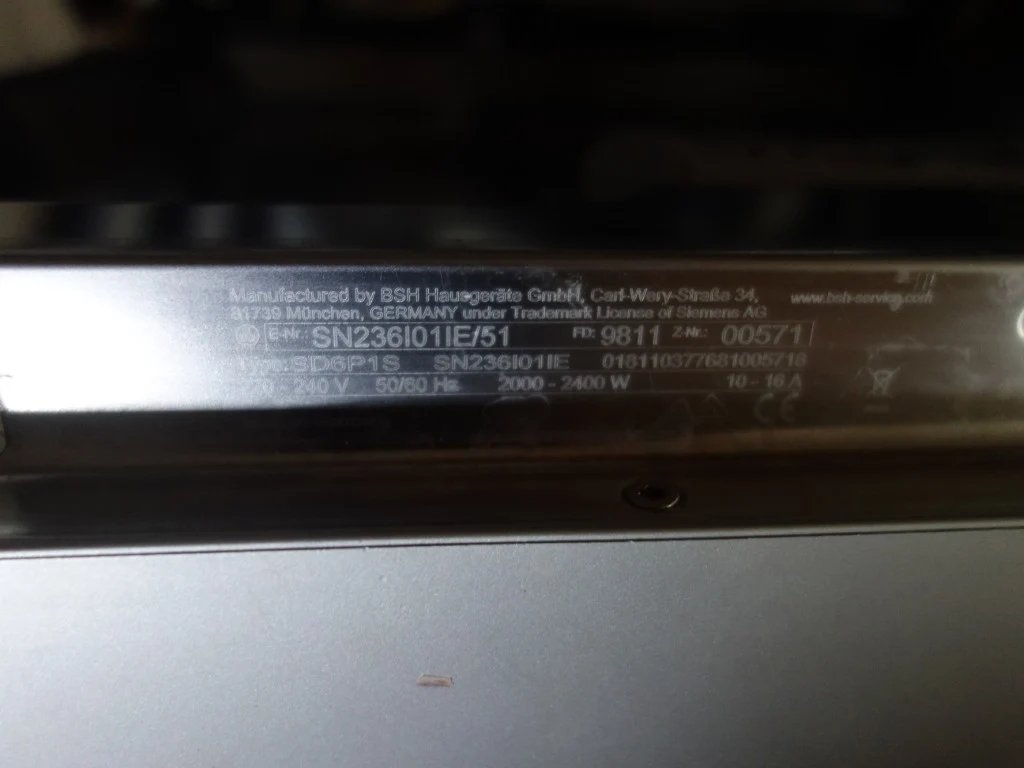 Manufactured by BSH Hausgeräte GmbH, Carl-Wery-Straße 34,
81739 München, GERMANY under Trademark License of Siemens AG
www.bsh-service.com
E-Nr.: SN236I01IE/51 FD: 9811 Z-Nr.: 00571
Type: SD6P1S SN236I01IE 018110377681005718
220 - 240 V 50/60 Hz 2000 - 2400 W 10 - 16 A
CE